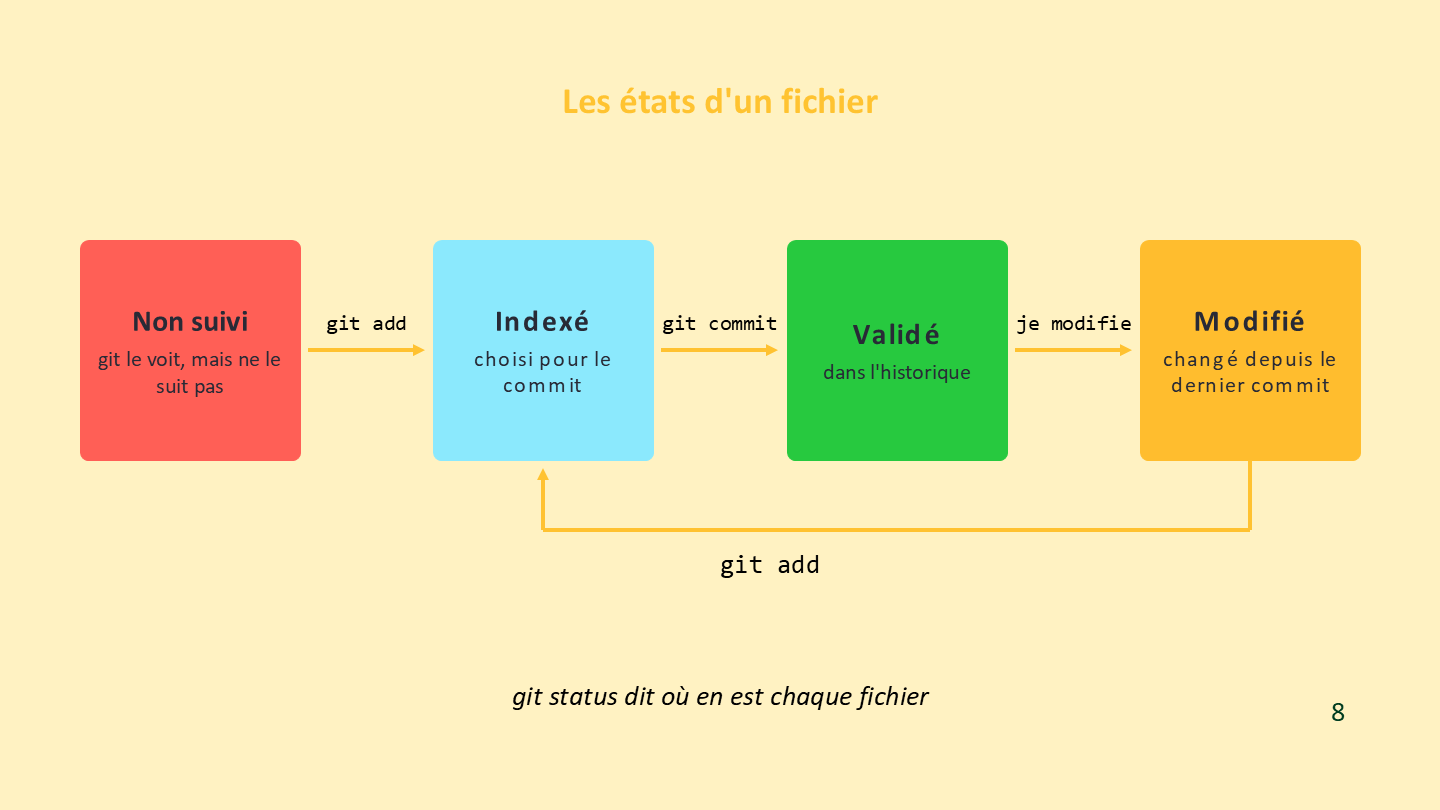 Les états d'un fichier
Non suivi
git le voit, mais ne le
suit pas
git add
Indexé
choisi pour le
commit
git commit
Validé
dans l'historique
je modifie
Modifié
changé depuis le
dernier commit
git add
git status dit où en est chaque fichier
8